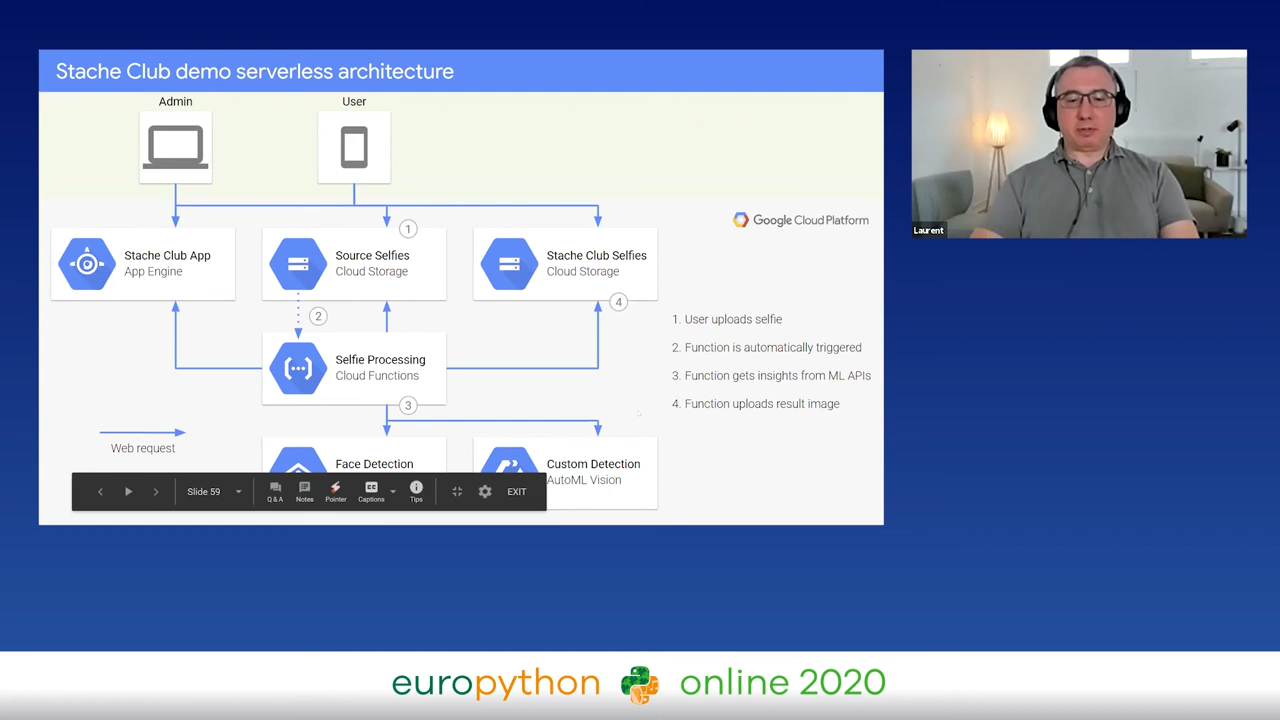 Stache Club demo serverless architecture
Admin
User
Google Cloud Platform
1
Stache Club App
App Engine
Source Selfies
Cloud Storage
Stache Club Selfies
Cloud Storage
2
4
1. User uploads selfie
2. Function is automatically triggered
3. Function gets insights from ML APIs
4. Function uploads result image
Selfie Processing
Cloud Functions
3
Web request
Face Detection
Custom Detection
AutoML Vision
Slide 59
Q & A
Notes
Pointer
CC
Captions
Tips
EXIT
Laurent
europython online 2020